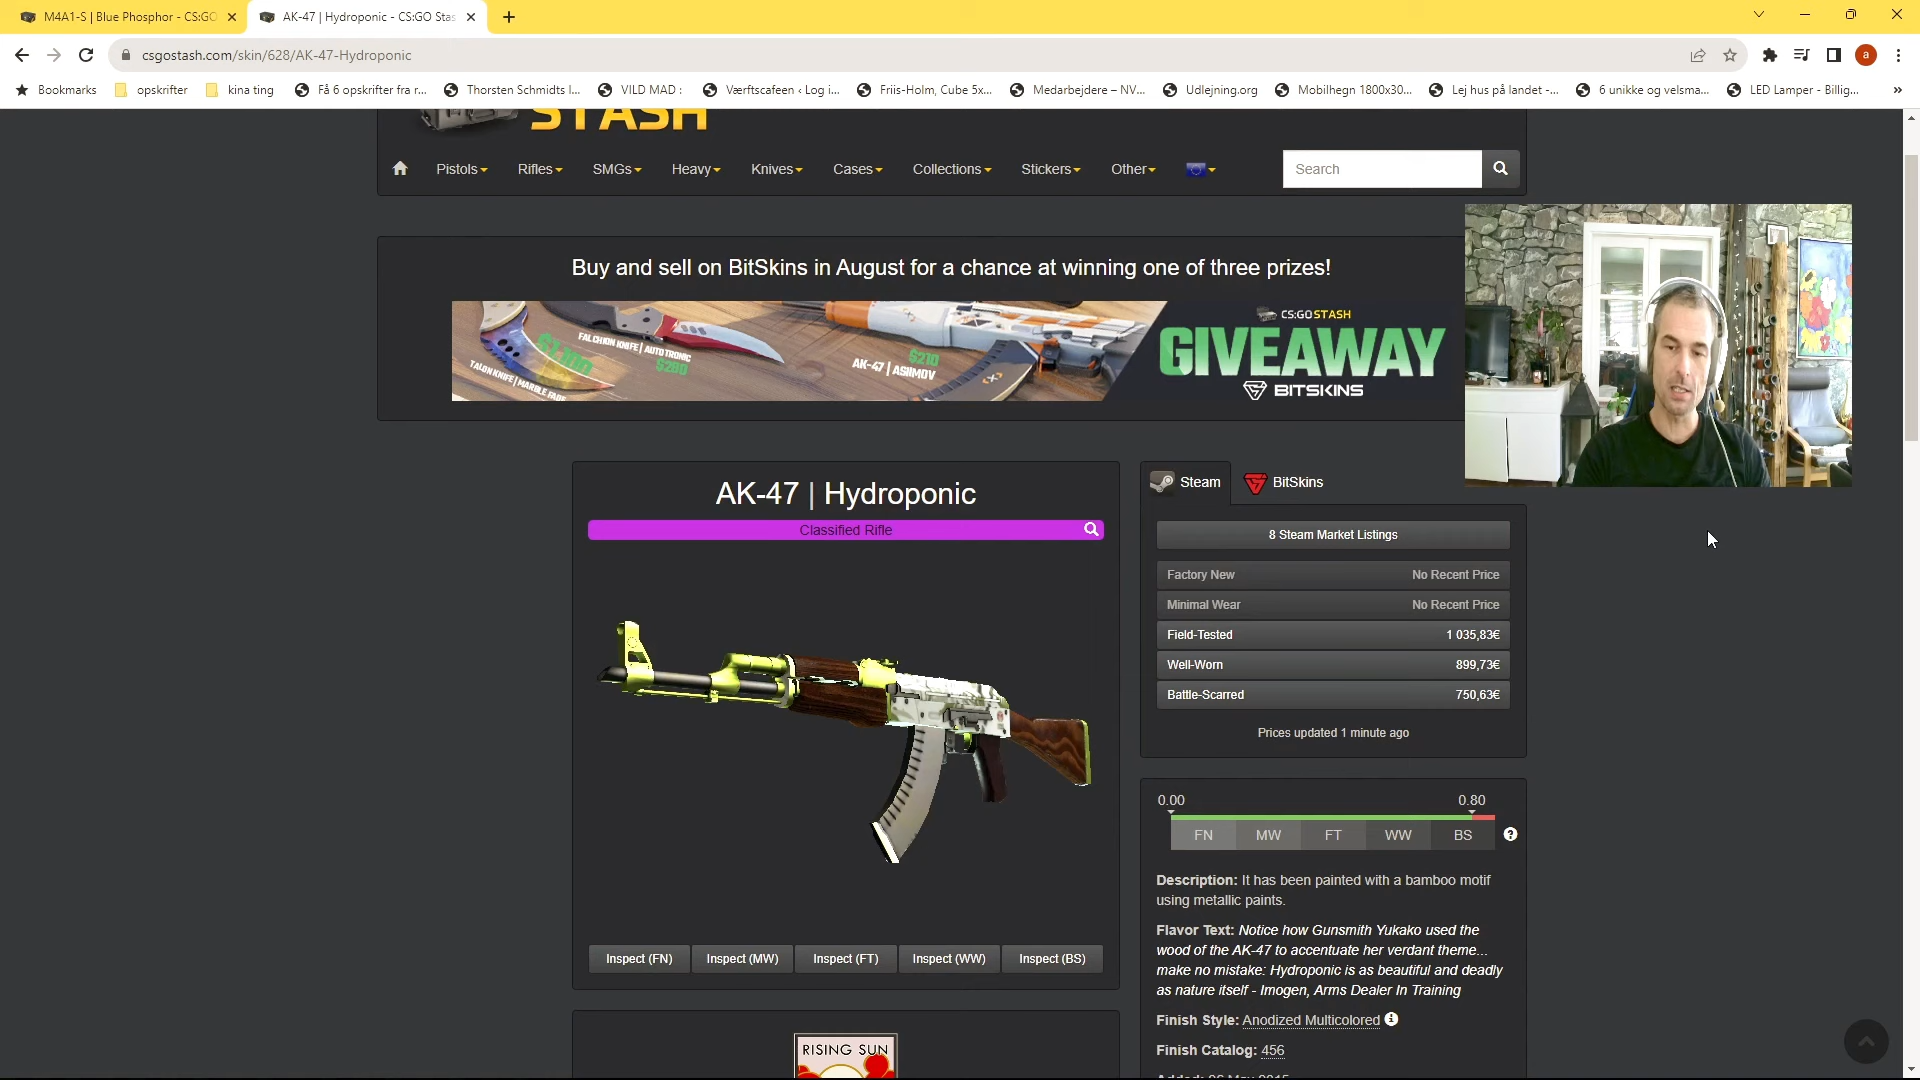 M4A1-S | Blue Phosphor - CS:GO
AK-47 | Hydroponic - CS:GO Stas
csgostash.com/skin/628/AK-47-Hydroponic
a
Bookmarks
opskrifter
kina ting
Få 6 opskrifter fra r...
Thorsten Schmidts l...
VILD MAD :
Værftscafeen ‹ Log i...
Friis-Holm, Cube 5x...
Medarbejdere – NV...
Udlejning.org
Mobilhegn 1800x30...
Lej hus på landet -...
6 unikke og velsma...
LED Lamper - Billig...
»
STASH
Pistols
Rifles
SMGs
Heavy
Knives
Cases
Collections
Stickers
Other
Search
Buy and sell on BitSkins in August for a chance at winning one of three prizes!
TALON KNIFE | MARBLE FADE
FALCHION KNIFE | AUTOTRONIC
$280
AK-47 | ASIIMOV
$210
CS:GOSTASH
GIVEAWAY
BITSKINS
AK-47 | Hydroponic
Classified Rifle
Inspect (FN)
Inspect (MW)
Inspect (FT)
Inspect (WW)
Inspect (BS)
RISING SUN
Steam
BitSkins
8 Steam Market Listings
Factory New No Recent Price
Minimal Wear No Recent Price
Field-Tested 1 035,83€
Well-Worn 899,73€
Battle-Scarred 750,63€
Prices updated 1 minute ago
0.00 0.80
FN MW FT WW BS
Description: It has been painted with a bamboo motif
using metallic paints.
Flavor Text: Notice how Gunsmith Yukako used the
wood of the AK-47 to accentuate her verdant theme...
make no mistake: Hydroponic is as beautiful and deadly
as nature itself - Imogen, Arms Dealer In Training
Finish Style: Anodized Multicolored
Finish Catalog: 456